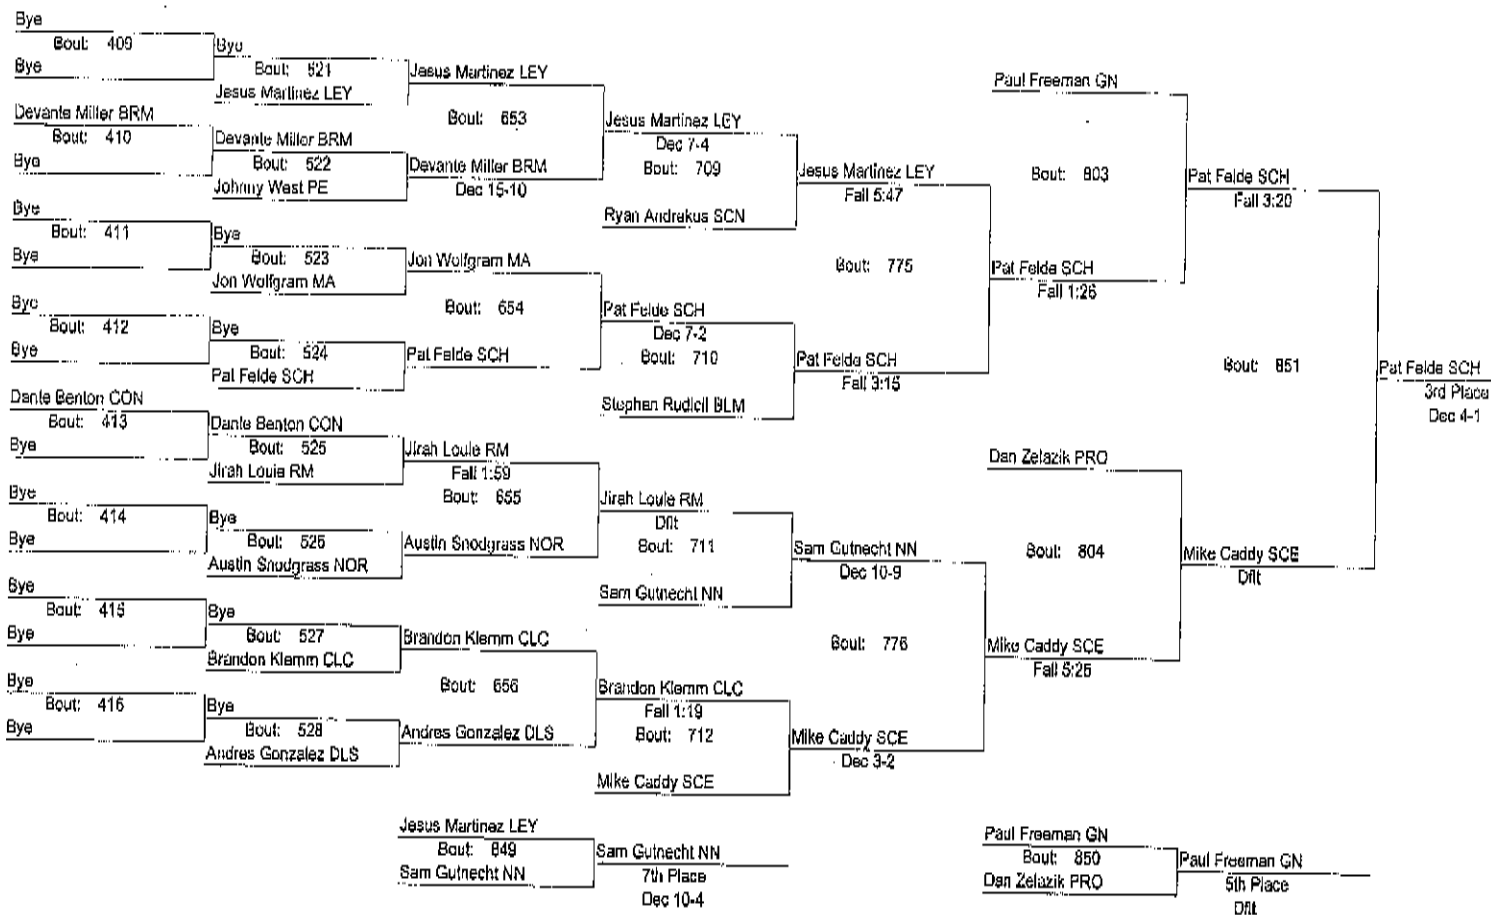 Bye
Bout: 409
Bye
Bye
Bout: 521
Jesus Martinez LEY
Devante Miller BRM
Bout: 410
Bye
Devante Miller BRM
Bout: 522
Johnny West PE
Jesus Martinez LEY
Bout: 653
Devante Miller BRM
Dec 15-10
Bye
Bout: 411
Bye
Bye
Bout: 523
Jon Wolfgram MA
Bye
Bout: 412
Bye
Bye
Bout: 524
Pat Felde SCH
Jon Wolfgram MA
Bout: 654
Pat Felde SCH
Jesus Martinez LEY
Dec 7-4
Bout: 709
Ryan Andrekus SCN
Pat Felde SCH
Dec 7-2
Bout: 710
Stephen Rudicil BLM
Jesus Martinez LEY
Fall 5:47
Bout: 775
Pat Felde SCH
Fall 3:15
Paul Freeman GN
Bout: 803
Pat Felde SCH
Fall 1:26
Pat Felde SCH
Fall 3:20
Bout: 851
Pat Felde SCH
3rd Place
Dec 4-1
Dante Benton CON
Bout: 413
Bye
Dante Benton CON
Bout: 525
Jirah Louie RM
Bye
Bout: 414
Bye
Bye
Bout: 526
Austin Snodgrass NOR
Jirah Louie RM
Fall 1:59
Bout: 655
Austin Snodgrass NOR
Bye
Bout: 415
Bye
Bye
Bout: 527
Brandon Klemm CLC
Bye
Bout: 416
Bye
Bye
Bout: 528
Andres Gonzalez DLS
Brandon Klemm CLC
Bout: 656
Andres Gonzalez DLS
Jirah Louie RM
Dflt
Bout: 711
Sam Gutnecht NN
Brandon Klemm CLC
Fall 1:19
Bout: 712
Mike Caddy SCE
Sam Gutnecht NN
Dec 10-9
Bout: 776
Mike Caddy SCE
Dec 3-2
Dan Zelazik PRO
Bout: 804
Mike Caddy SCE
Fall 5:25
Mike Caddy SCE
Dflt
Jesus Martinez LEY
Bout: 849
Sam Gutnecht NN
Sam Gutnecht NN
7th Place
Dec 10-4
Paul Freeman GN
Bout: 850
Dan Zelazik PRO
Paul Freeman GN
5th Place
Dflt